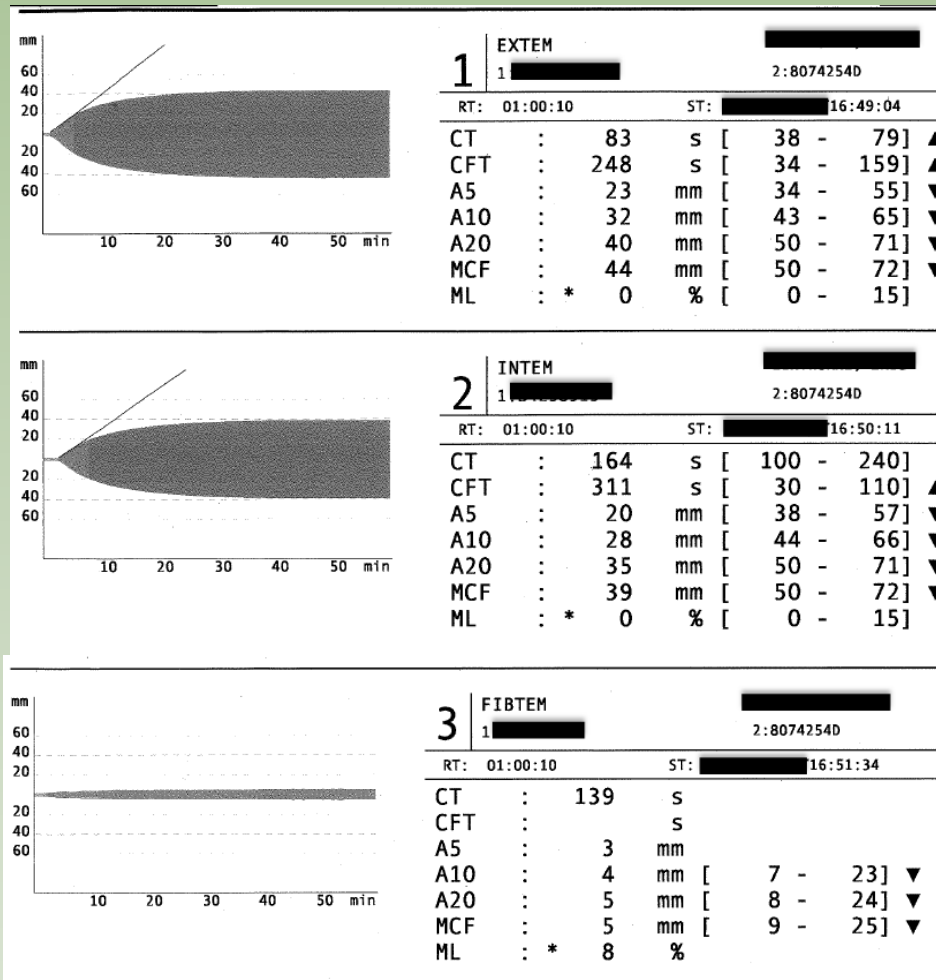 mm
60
40
20
20
40
60
10 20 30 40 50 min
1
EXTEM
1
2:8074254D
RT: 01:00:10 ST: 16:49:04
CT : 83 s [ 38 - 79] ▲
CFT : 248 s [ 34 - 159] ▲
A5 : 23 mm [ 34 - 55] ▼
A10 : 32 mm [ 43 - 65] ▼
A20 : 40 mm [ 50 - 71] ▼
MCF : 44 mm [ 50 - 72] ▼
ML : * 0 % [ 0 - 15]
mm
60
40
20
20
40
60
10 20 30 40 50 min
2
INTEM
2:8074254D
RT: 01:00:10 ST: 16:50:11
CT : 164 s [ 100 - 240]
CFT : 311 s [ 30 - 110] ▲
A5 : 20 mm [ 38 - 57] ▼
A10 : 28 mm [ 44 - 66] ▼
A20 : 35 mm [ 50 - 71] ▼
MCF : 39 mm [ 50 - 72] ▼
ML : * 0 % [ 0 - 15]
mm
60
40
20
20
40
60
10 20 30 40 50 min
3
FIBTEM
1
2:8074254D
RT: 01:00:10 ST: 16:51:34
CT : 139 s
CFT : s
A5 : 3 mm
A10 : 4 mm [ 7 - 23] ▼
A20 : 5 mm [ 8 - 24] ▼
MCF : 5 mm [ 9 - 25] ▼
ML : * 8 %